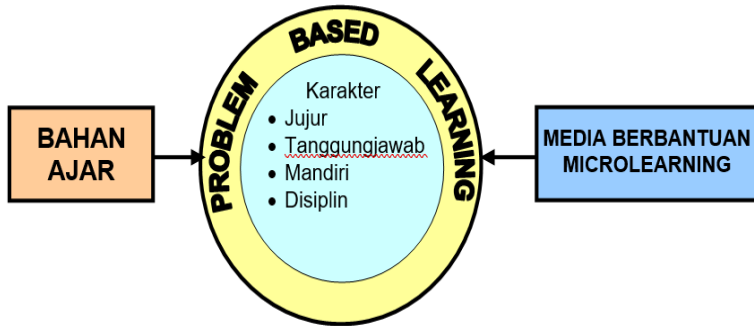 PROBLEM BASED LEARNING
Karakter
• Jujur
• Tanggungjawab
• Mandiri
• Disiplin
BAHAN
AJAR
MEDIA BERBANTUAN
MICROLEARNING